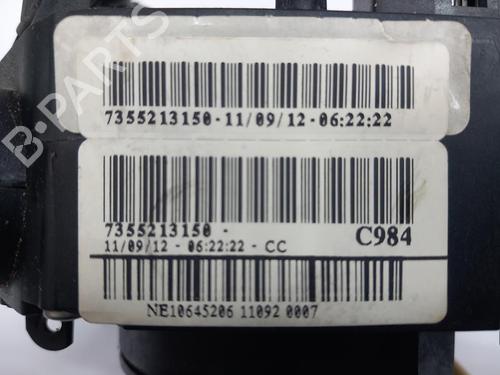 7355213150-11/09/12-06:22:22
7355213150 -
11/09/12 - 06:22:22 - CC
C984
NE10645206 11092 0007
B-PARTS